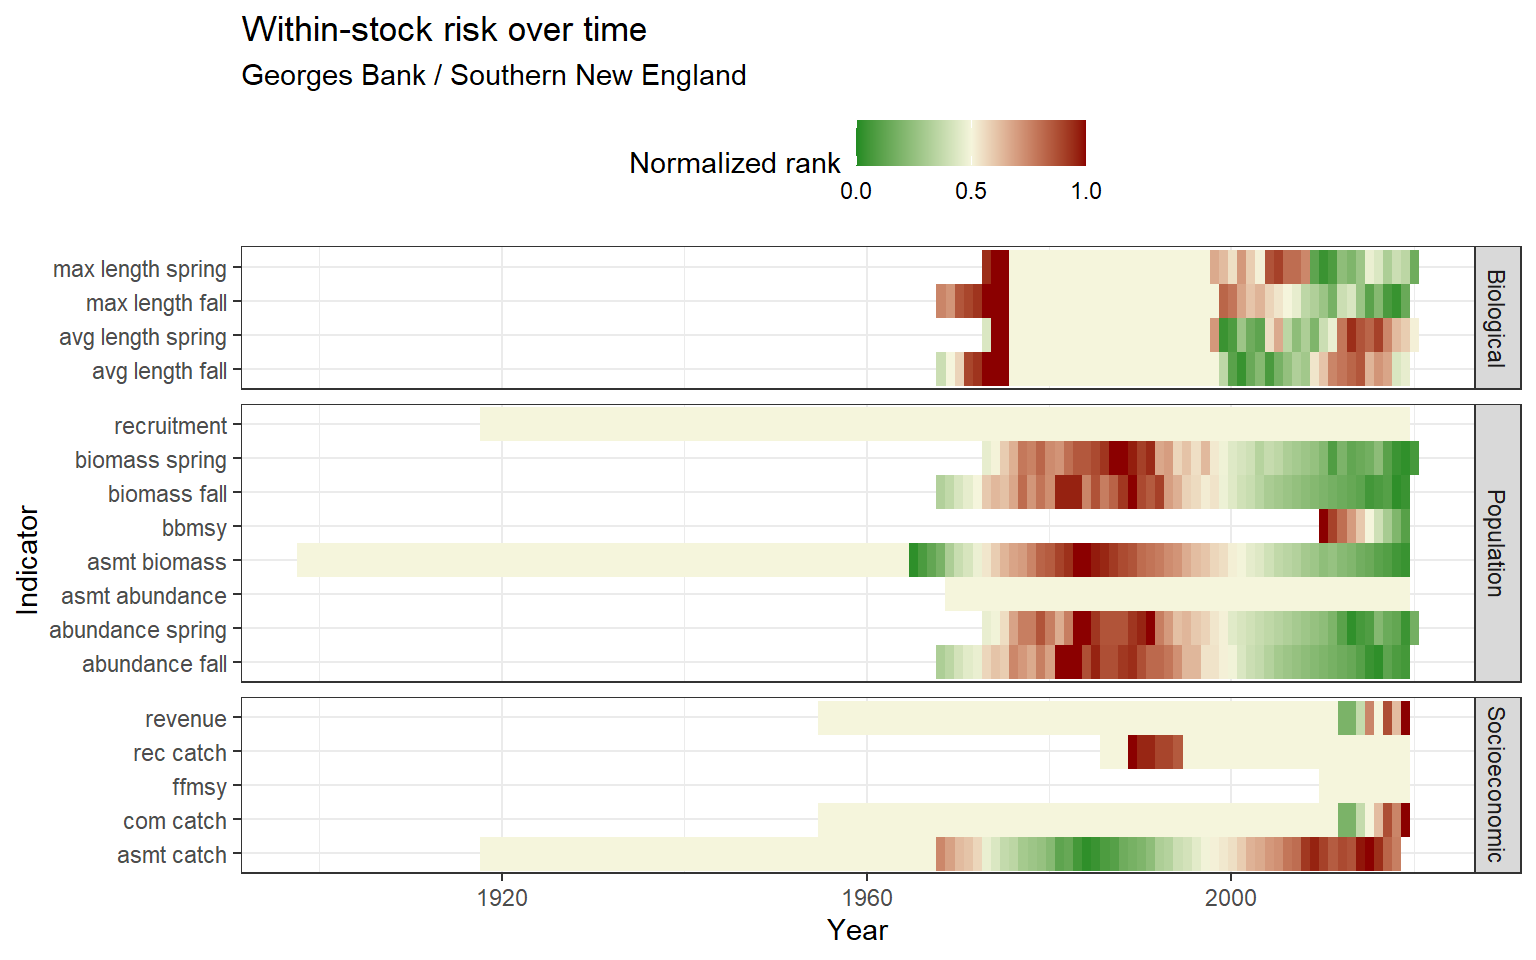 Within-stock risk over time
Georges Bank / Southern New England
Normalized rank
0.0 0.5 1.0
max length spring
max length fall
avg length spring
avg length fall
Biological
recruitment
biomass spring
biomass fall
bbmsy
asmt biomass
asmt abundance
abundance spring
abundance fall
Population
revenue
rec catch
ffmsy
com catch
asmt catch
Socioeconomic
Indicator
1920 1960 2000
Year